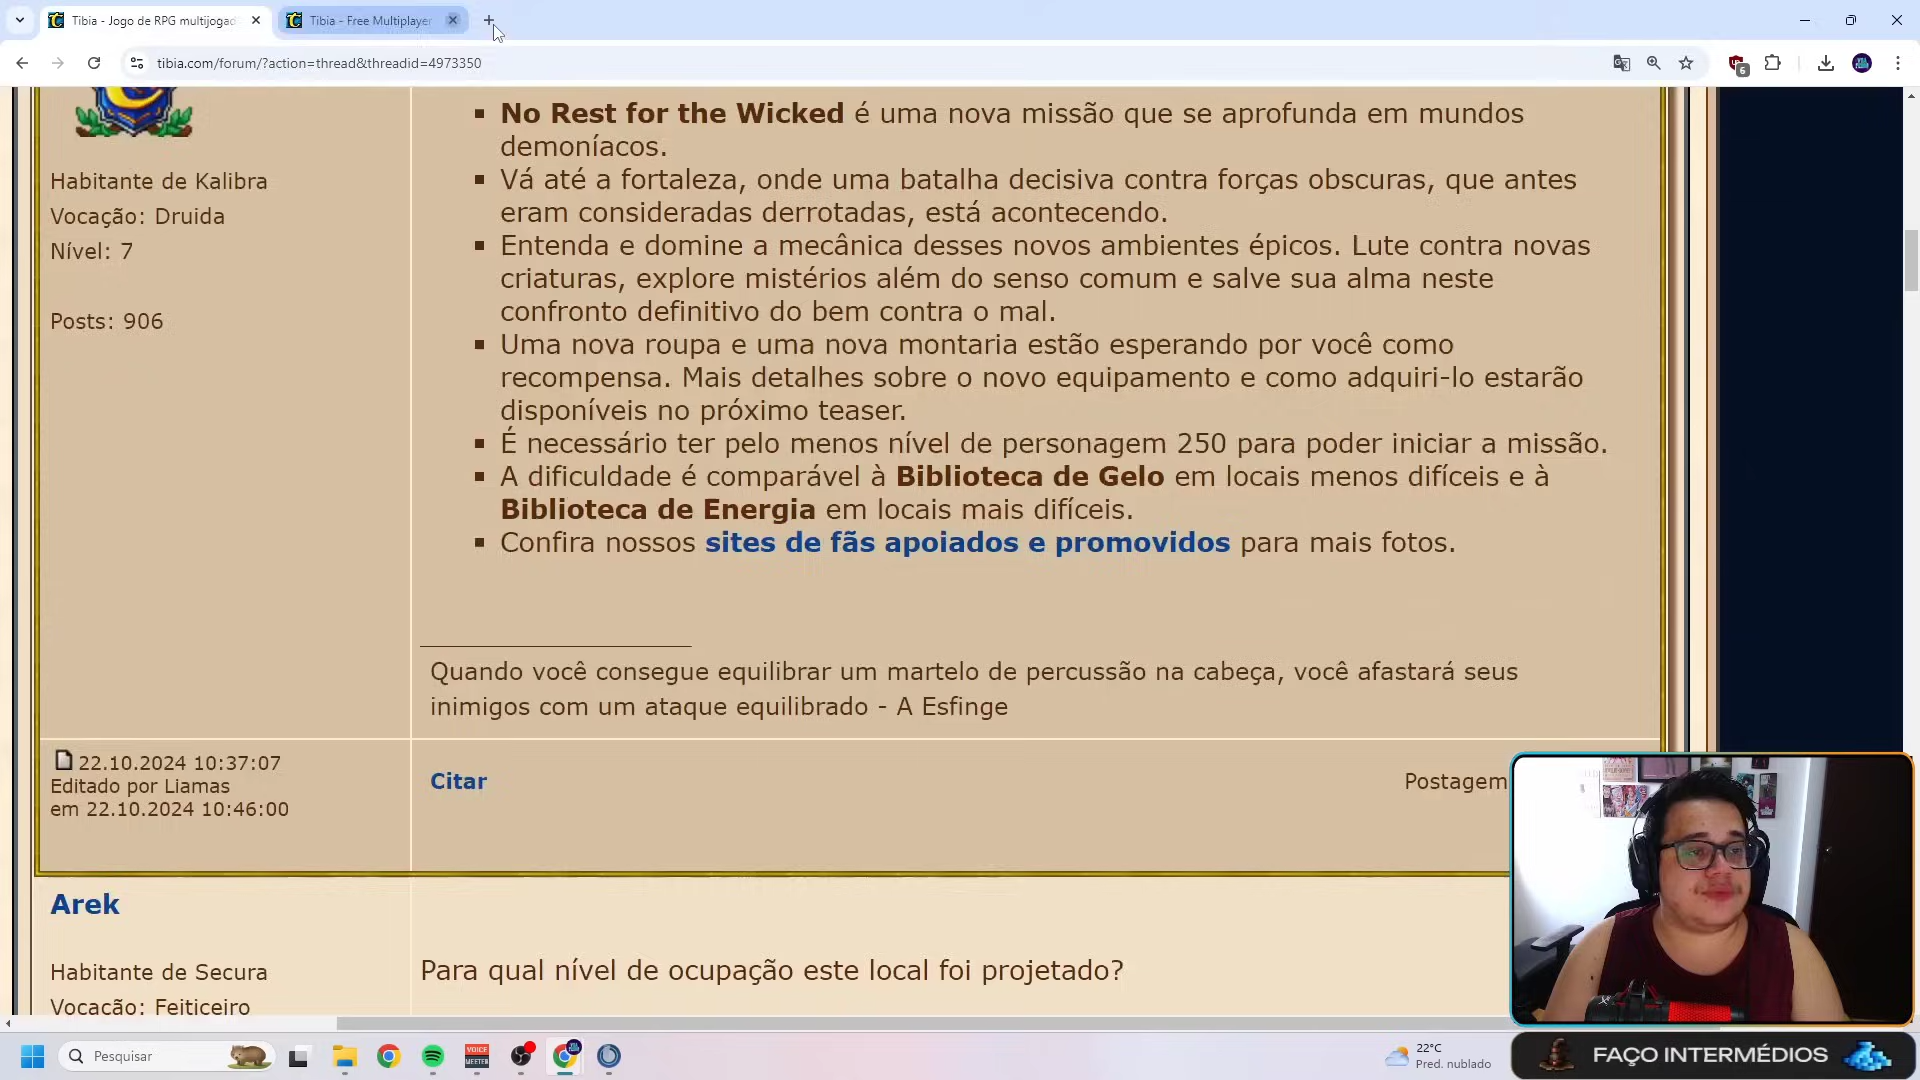 Tibia - Jogo de RPG multijogad
Tibia - Free Multiplayer
tibia.com/forum/?action=thread&threadid=4973350
6
Habitante de Kalibra
Vocação: Druida
Nível: 7
Posts: 906
▪ No Rest for the Wicked é uma nova missão que se aprofunda em mundos
demoníacos.
▪ Vá até a fortaleza, onde uma batalha decisiva contra forças obscuras, que antes
eram consideradas derrotadas, está acontecendo.
▪ Entenda e domine a mecânica desses novos ambientes épicos. Lute contra novas
criaturas, explore mistérios além do senso comum e salve sua alma neste
confronto definitivo do bem contra o mal.
▪ Uma nova roupa e uma nova montaria estão esperando por você como
recompensa. Mais detalhes sobre o novo equipamento e como adquiri-lo estarão
disponíveis no próximo teaser.
▪ É necessário ter pelo menos nível de personagem 250 para poder iniciar a missão.
▪ A dificuldade é comparável à Biblioteca de Gelo em locais menos difíceis e à
Biblioteca de Energia em locais mais difíceis.
▪ Confira nossos sites de fãs apoiados e promovidos para mais fotos.
Quando você consegue equilibrar um martelo de percussão na cabeça, você afastará seus
inimigos com um ataque equilibrado - A Esfinge
22.10.2024 10:37:07
Editado por Liamas
em 22.10.2024 10:46:00
Citar
Postagem
Arek
Habitante de Secura
Vocação: Feiticeiro
Para qual nível de ocupação este local foi projetado?
Pesquisar
VOICE
MEETER
22°C
Pred. nublado
FAÇO INTERMÉDIOS